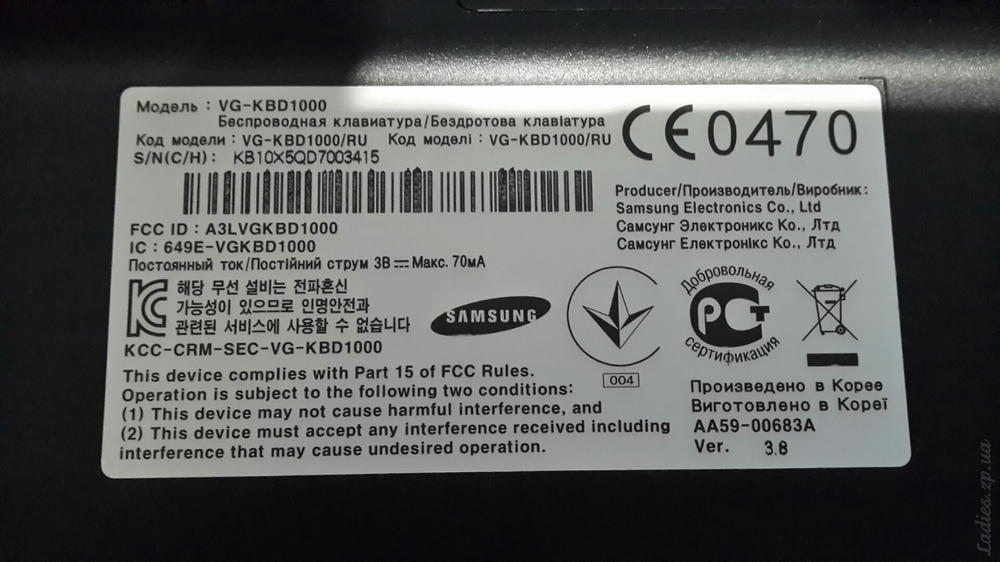 Модель : VG-KBD1000
Беспроводная клавиатура/Бездротова клавіатура
Код модели : VG-KBD1000/RU Код моделі : VG-KBD1000/RU
S/N(С/Н): KB10X5QD7003415
CE0470
FCC ID : A3LVGKBD1000
IC : 649E-VGKBD1000
Постоянный ток/Постійний струм 3В Макс. 70мА
Producer/Производитель/Виробник:
Samsung Electronics Co., Ltd
Самсунг Электроникс Ко., Лтд
Самсунг Електронікс Ко., Лтд
해당 무선 설비는 전파혼신
가능성이 있으므로 인명안전과
관련된 서비스에 사용할 수 없습니다
KCC-CRM-SEC-VG-KBD1000
SAMSUNG
004
Добровольная
РСТ
сертификация
This device complies with Part 15 of FCC Rules.
Operation is subject to the following two conditions:
(1) This device may not cause harmful interference, and
(2) This device must accept any interference received including
interference that may cause undesired operation.
Произведено в Корее
Виготовлено в Кореї
AA59-00683A
Ver. 3.8
Ladies.zp.ua